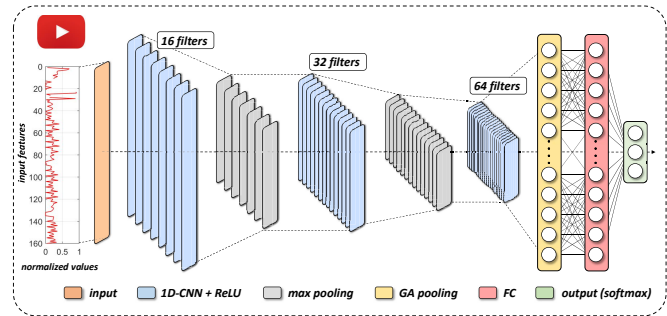 16 filters
32 filters
64 filters
0
20
40
60
80
100
120
140
160
input features
0 0.5 1
normalized values
input
1D-CNN + ReLU
max pooling
GA pooling
FC
output (softmax)